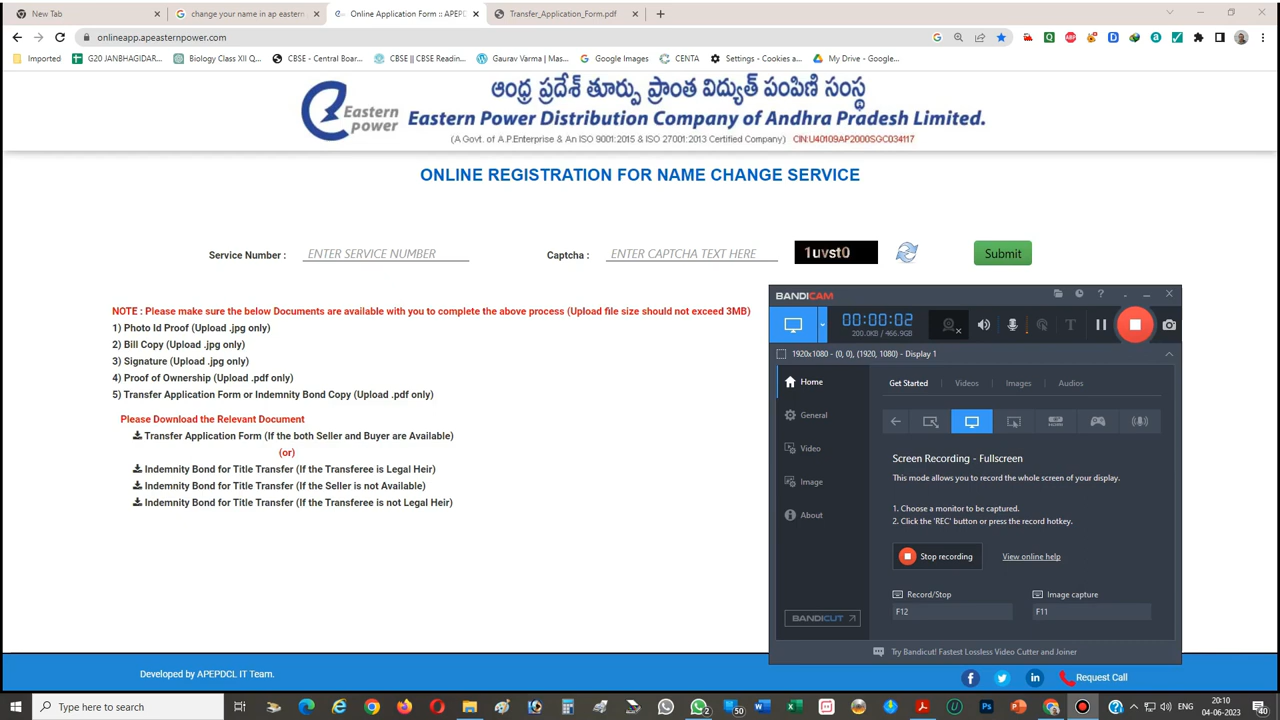 New Tab
change your name in ap eastern
Online Application Form :: APEPD
Transfer_Application_Form.pdf
onlineapp.apeasternpower.com
Imported
G20 JANBHAGIDAR...
Biology Class XII Q...
CBSE - Central Boar...
CBSE || CBSE Readin...
Gaurav Varma | Mas...
Google Images
CENTA
Settings - Cookies a...
My Drive - Google...
Eastern power
ఆంధ్ర ప్రదేశ్ తూర్పు ప్రాంత విద్యుత్ పంపిణి సంస్థ
Eastern Power Distribution Company of Andhra Pradesh Limited.
(A Govt. of A.P.Enterprise & An ISO 9001:2015 & ISO 27001:2013 Certified Company) CIN:U40109AP2000SGC034117
ONLINE REGISTRATION FOR NAME CHANGE SERVICE
Service Number : ENTER SERVICE NUMBER Captcha : ENTER CAPTCHA TEXT HERE 1uvst0 Submit
NOTE : Please make sure the below Documents are available with you to complete the above process (Upload file size should not exceed 3MB)
1) Photo Id Proof (Upload .jpg only)
2) Bill Copy (Upload .jpg only)
3) Signature (Upload .jpg only)
4) Proof of Ownership (Upload .pdf only)
5) Transfer Application Form or Indemnity Bond Copy (Upload .pdf only)
Please Download the Relevant Document
Transfer Application Form (If the both Seller and Buyer are Available)
(or)
Indemnity Bond for Title Transfer (If the Transferee is Legal Heir)
Indemnity Bond for Title Transfer (If the Seller is not Available)
Indemnity Bond for Title Transfer (If the Transferee is not Legal Heir)
BANDICAM
00:00:02
200.0KB / 466.9GB
1920x1080 - (0, 0), (1920, 1080) - Display 1
Home
General
Video
Image
About
BANDICUT
Get Started Videos Images Audios
Screen Recording - Fullscreen
This mode allows you to record the whole screen of your display.
1. Choose a monitor to be captured.
2. Click the 'REC' button or press the record hotkey.
Stop recording View online help
Record/Stop Image capture
F12 F11
Try Bandicut! Fastest Lossless Video Cutter and Joiner
Developed by APEPDCL IT Team.
Request Call
Type here to search
ENG
20:10
04-06-2023